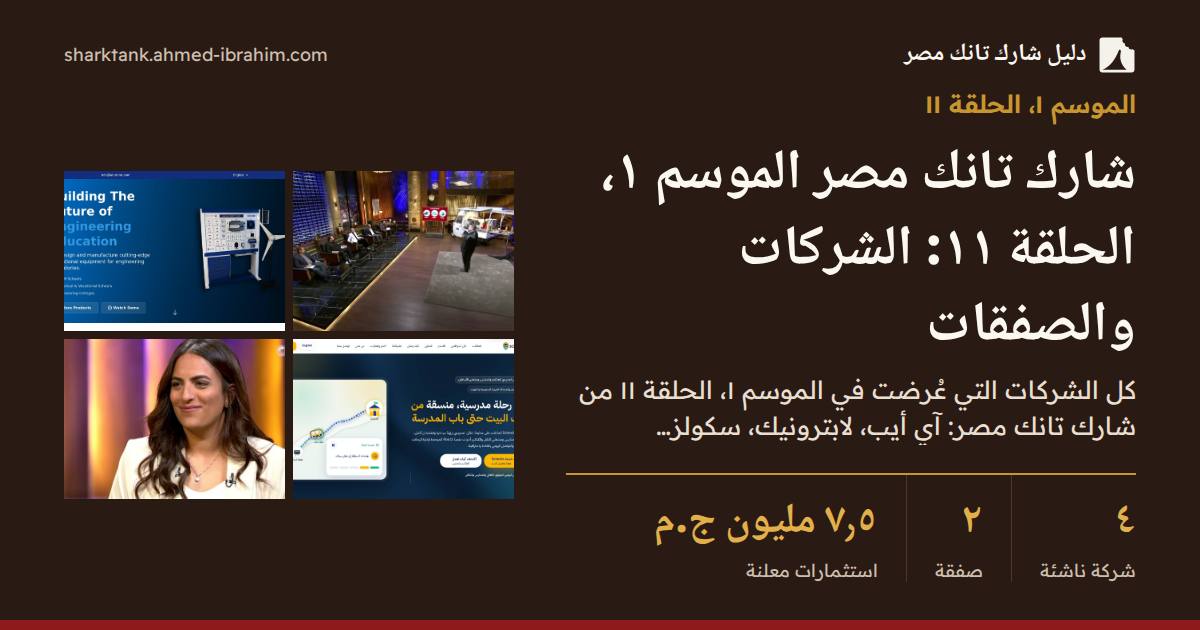 دليل شارك تانك مصر
sharktank.ahmed-ibrahim.com
الموسم ١، الحلقة ١١
شارك تانك مصر الموسم ١،
الحلقة ١١: الشركات
والصفقات
كل الشركات التي عُرضت في الموسم ١، الحلقة ١١ من
شارك تانك مصر: آي أيب، لابترونيك، سكولز...
٤
شركة ناشئة
٢
صفقة
٧٫٥ مليون ج.م
استثمارات معلنة
uilding The
uture of
ngineering
ducation
رحلة مدرسية، منسقة من
البيت حتى باب المدرسة